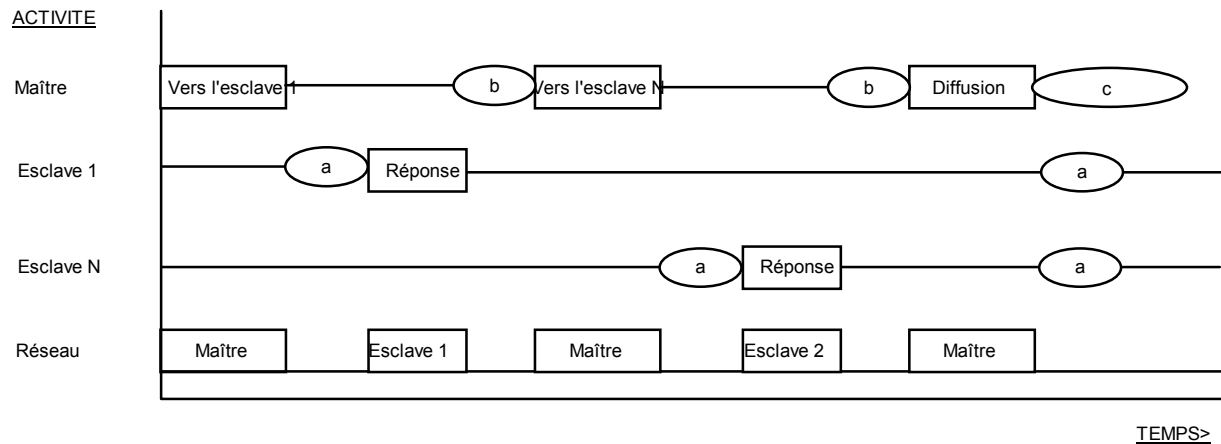 ACTIVITE
Maître
Vers l'esclave 1
b
Vers l'esclave N
b
Diffusion
c
Esclave 1
a
Réponse
a
Esclave N
a
Réponse
a
Réseau
Maître
Esclave 1
Maître
Esclave 2
Maître
TEMPS>